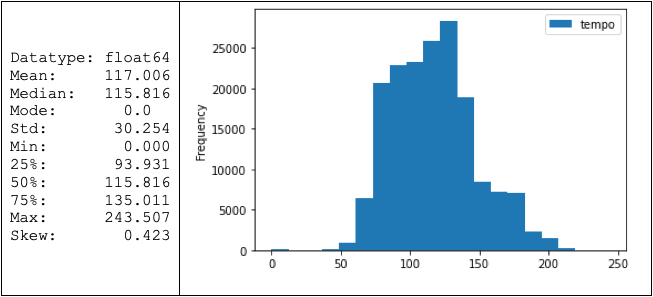 Datatype: float64
Mean: 117.006
Median: 115.816
Mode: 0.0
Std: 30.254
Min: 0.000
25%: 93.931
50%: 115.816
75%: 135.011
Max: 243.507
Skew: 0.423
tempo
Frequency
25000
20000
15000
10000
5000
0
0 50 100 150 200 250